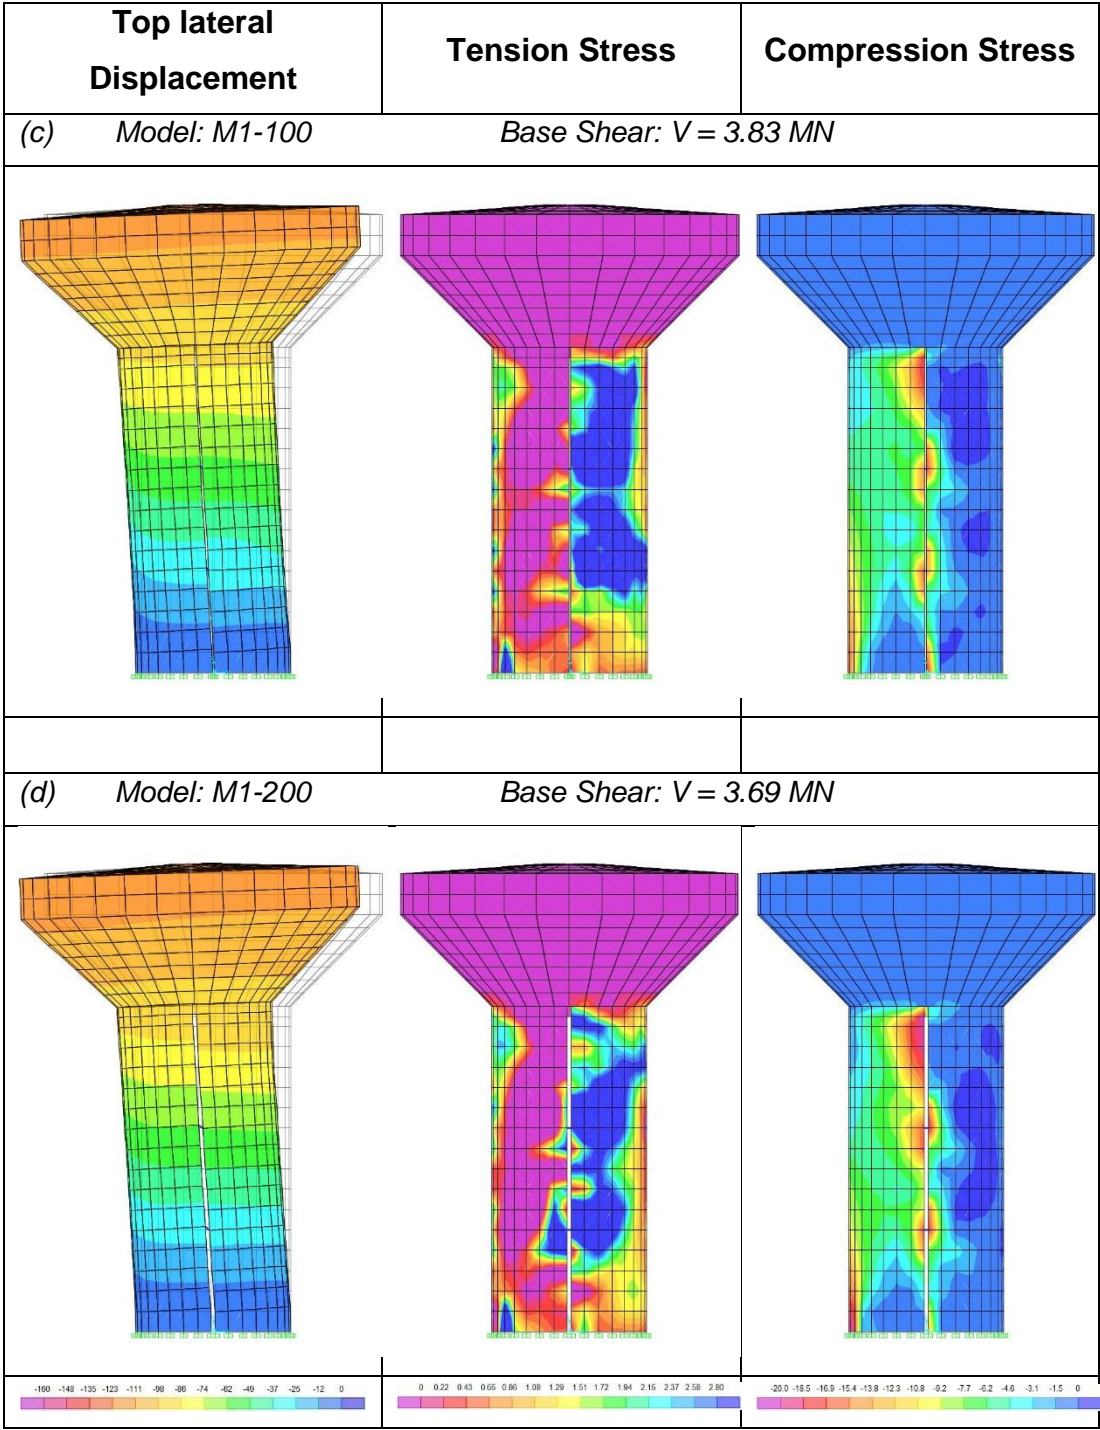 Top lateral Displacement
Tension Stress
Compression Stress
(c) Model: M1-100 Base Shear: V = 3.83 MN
(d) Model: M1-200 Base Shear: V = 3.69 MN
-160 -148 -135 -123 -111 -98 -86 -74 -62 -49 -37 -25 -12 0
0 0.22 0.43 0.65 0.86 1.08 1.29 1.51 1.72 1.94 2.15 2.37 2.58 2.80
-20.0 -18.5 -16.9 -15.4 -13.8 -12.3 -10.8 -9.2 -7.7 -6.2 -4.6 -3.1 -1.5 0